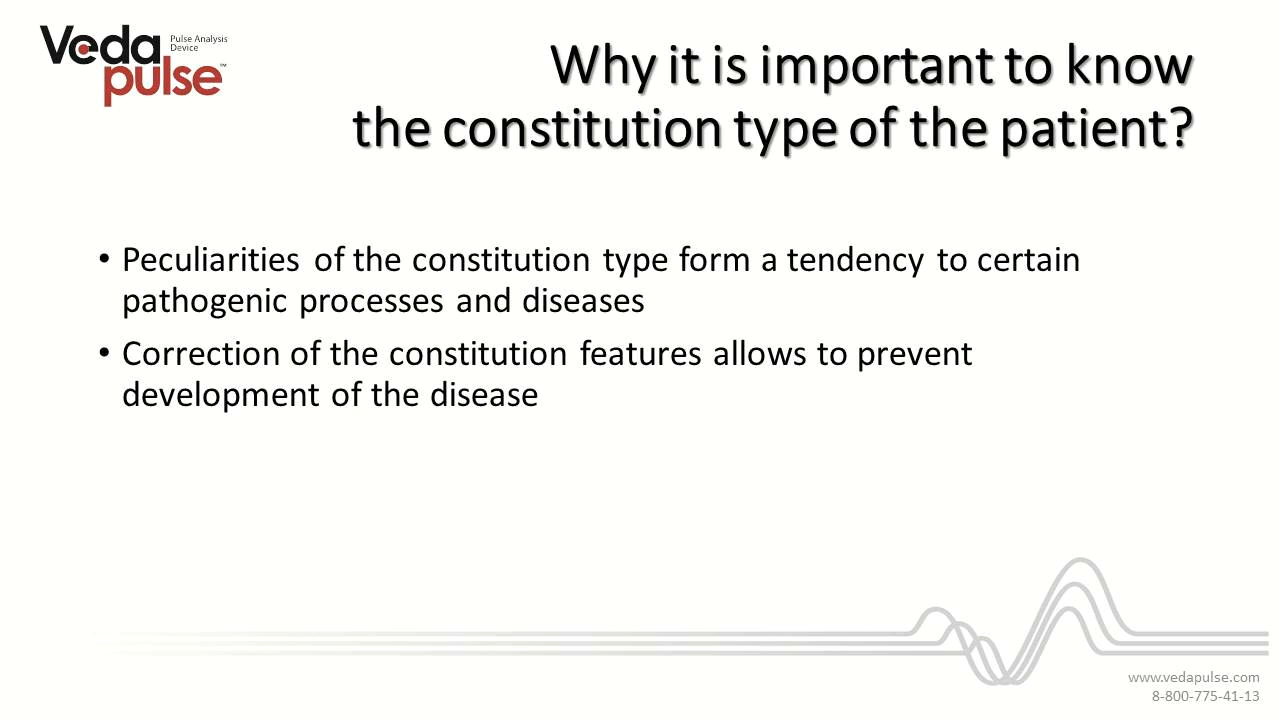 Veda
pulse™
Pulse Analysis
Device
Why it is important to know
the constitution type of the patient?
• Peculiarities of the constitution type form a tendency to certain
pathogenic processes and diseases
• Correction of the constitution features allows to prevent
development of the disease
www.vedapulse.com
8-800-775-41-13